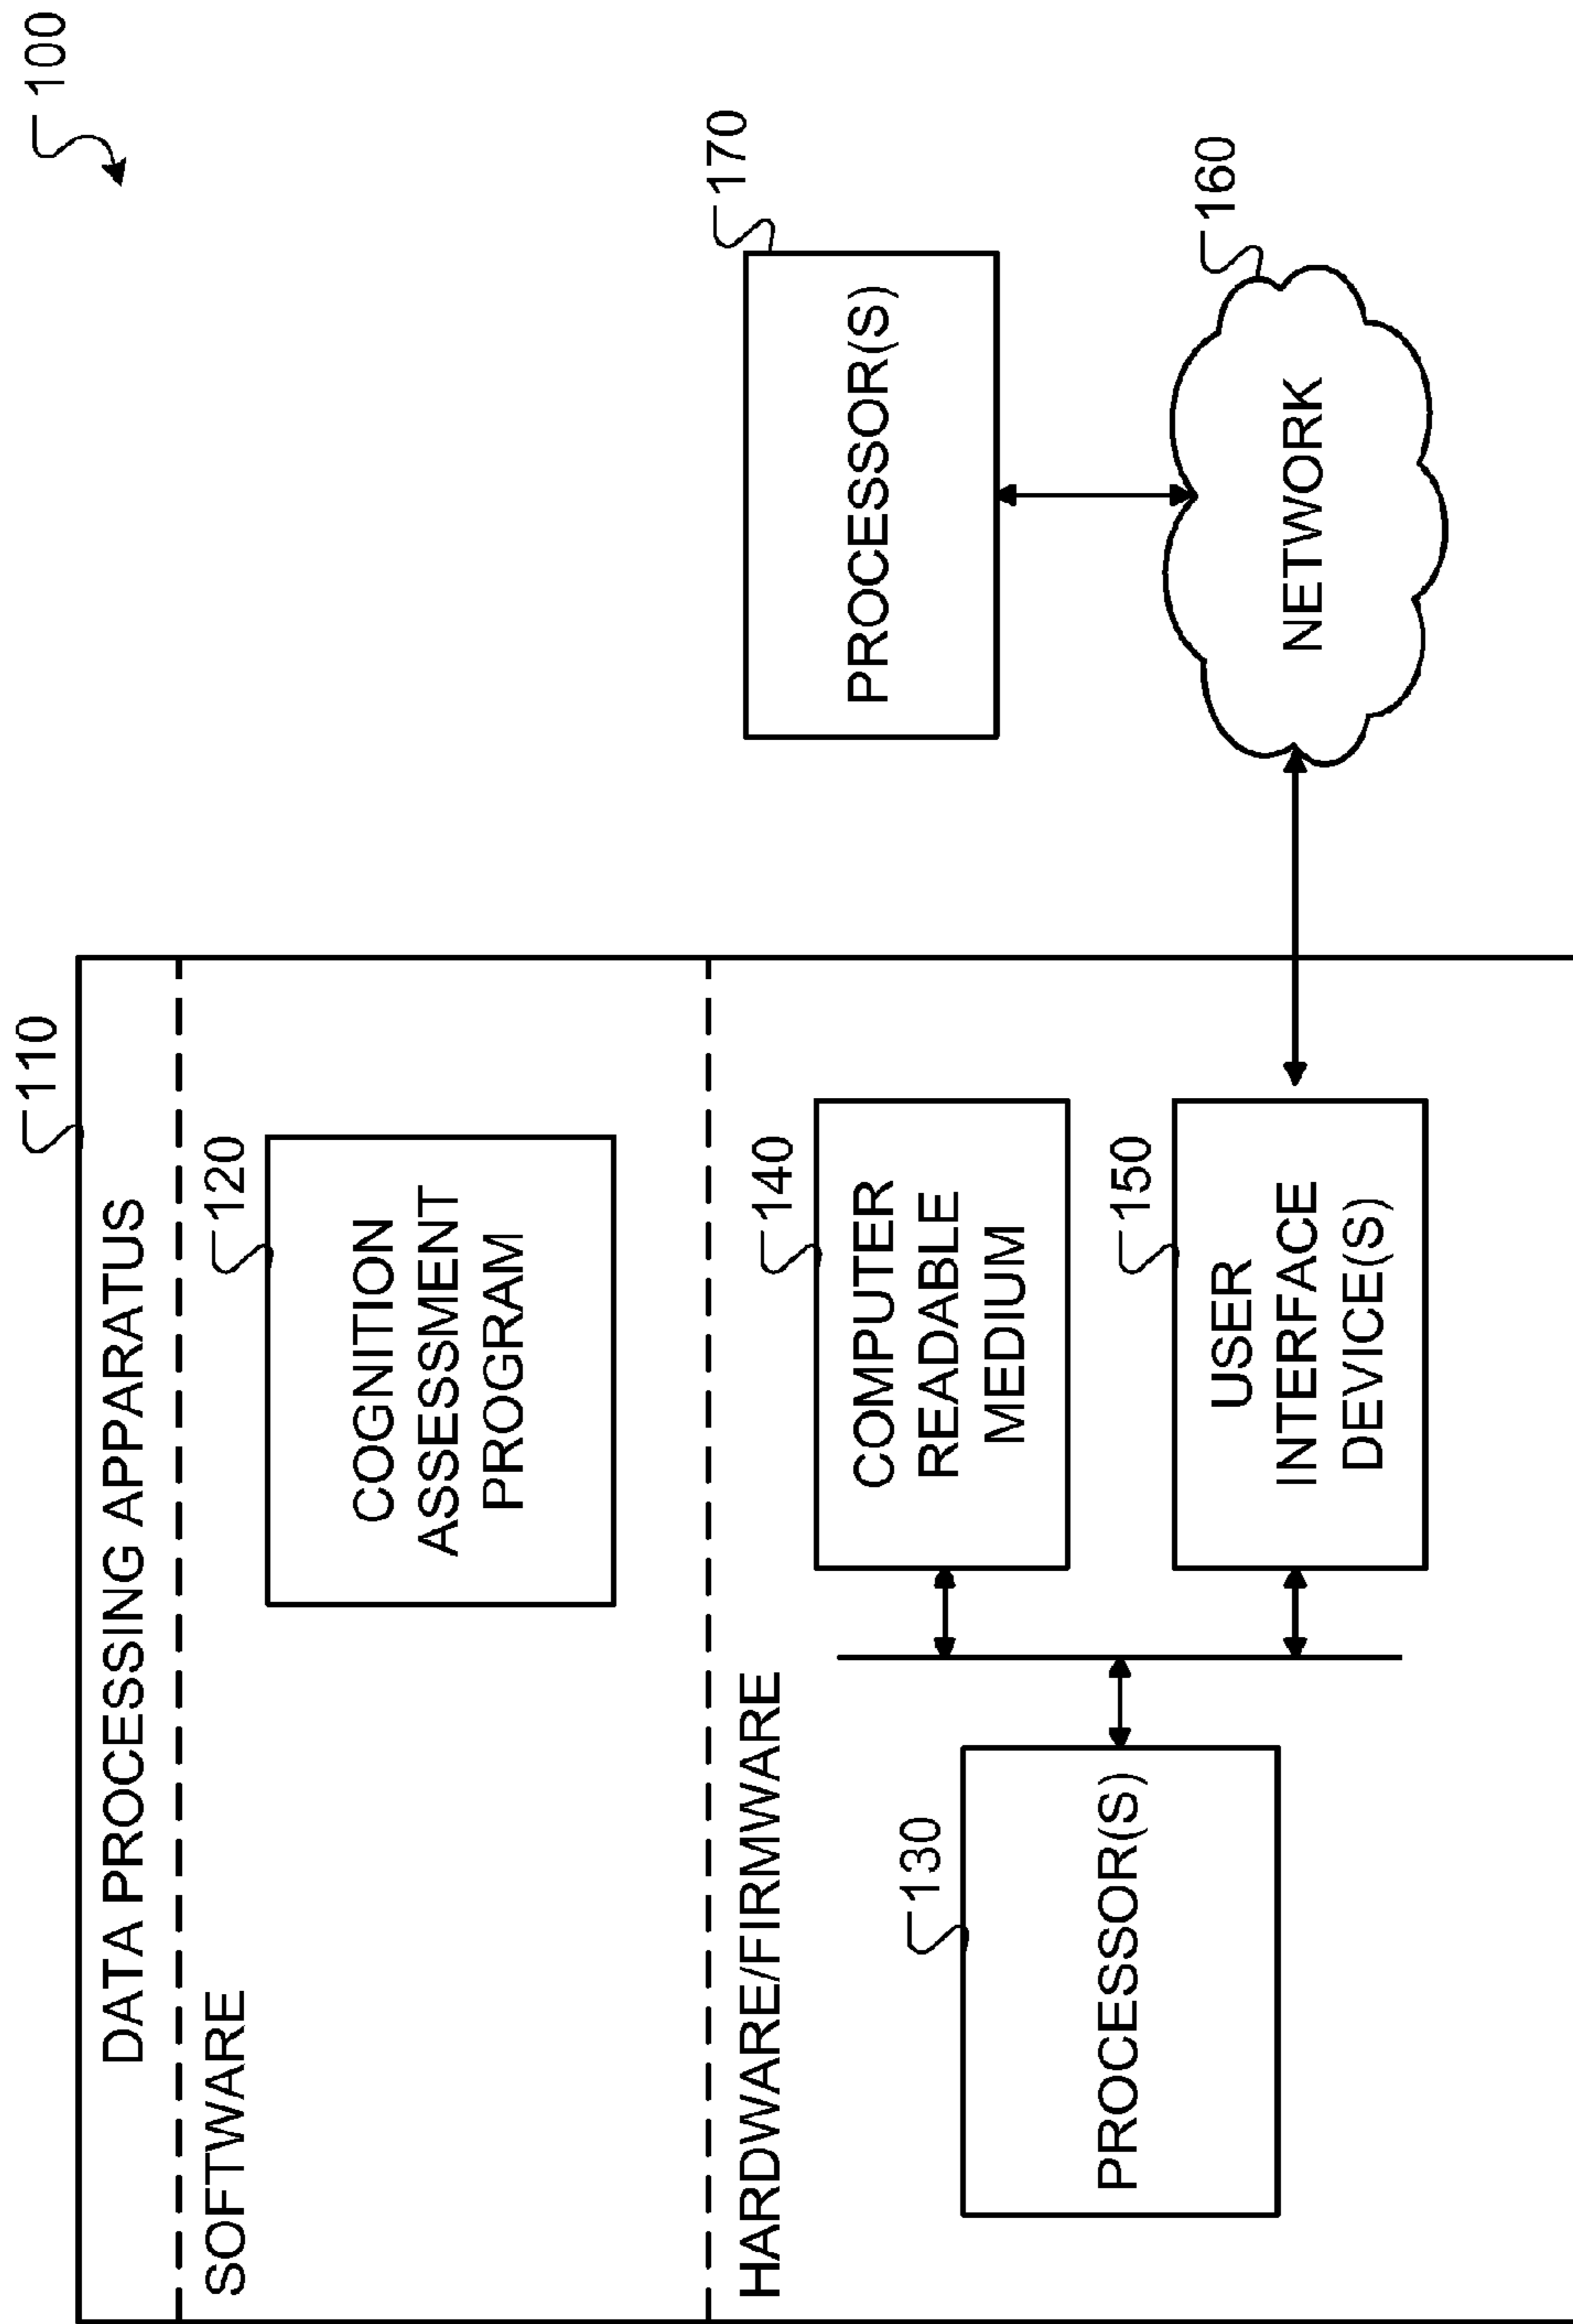 100
110
DATA PROCESSING APPARATUS
SOFTWARE
120
COGNITION
ASSESSMENT
PROGRAM
HARDWARE/FIRMWARE
130
PROCESSOR(S)
140
COMPUTER
READABLE
MEDIUM
150
USER
INTERFACE
DEVICE(S)
170
PROCESSOR(S)
160
NETWORK